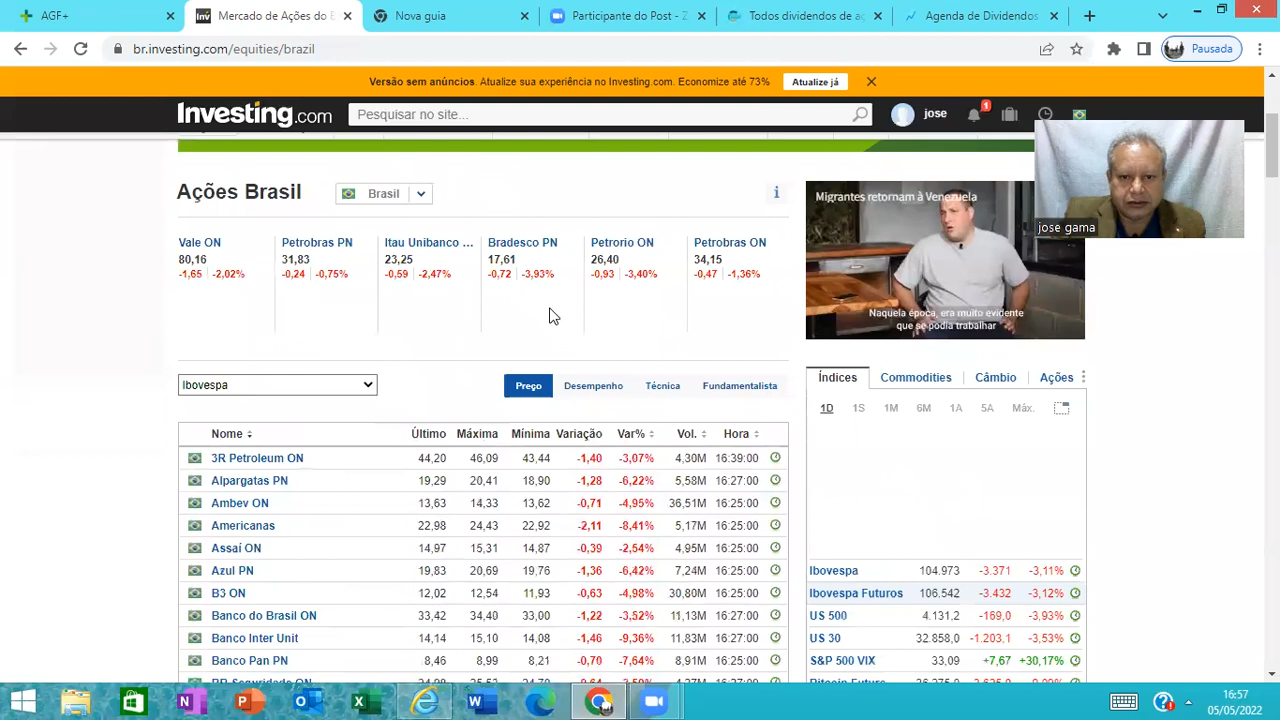 AGF+
Mercado de Ações do E
Nova guia
Participante do Post - Z
Todos dividendos de aç
Agenda de Dividendos
br.investing.com/equities/brazil
Pausada
Versão sem anúncios. Atualize sua experiência no Investing.com. Economize até 73%
Atualize já
Investing.com
Pesquisar no site...
jose
1
Ações Brasil
Brasil
Migrantes retornam à Venezuela
jose gama
Vale ON
Petrobras PN
Itau Unibanco ...
Bradesco PN
Petrorio ON
Petrobras ON
80,16
31,83
23,25
17,61
26,40
34,15
-1,65 -2,02%
-0,24 -0,75%
-0,59 -2,47%
-0,72 -3,93%
-0,93 -3,40%
-0,47 -1,36%
Naquela época, era muito evidente
que se podia trabalhar
Ibovespa
Preço
Desempenho
Técnica
Fundamentalista
Índices
Commodities
Câmbio
Ações
1D 1S 1M 6M 1A 5A Máx.
Nome Último Máxima Mínima Variação Var% Vol. Hora
3R Petroleum ON 44,20 46,09 43,44 -1,40 -3,07% 4,30M 16:39:00
Alpargatas PN 19,29 20,41 18,90 -1,28 -6,22% 5,58M 16:27:00
Ambev ON 13,63 14,33 13,62 -0,71 -4,95% 36,51M 16:25:00
Americanas 22,98 24,43 22,92 -2,11 -8,41% 5,17M 16:25:00
Assaí ON 14,97 15,31 14,87 -0,39 -2,54% 4,95M 16:25:00
Azul PN 19,83 20,69 19,76 -1,36 -6,42% 7,24M 16:25:00
B3 ON 12,02 12,54 11,93 -0,63 -4,98% 30,80M 16:25:00
Banco do Brasil ON 33,42 34,40 33,00 -1,22 -3,52% 11,13M 16:27:00
Banco Inter Unit 14,14 15,10 14,08 -1,46 -9,36% 11,83M 16:27:00
Banco Pan PN 8,46 8,99 8,21 -0,70 -7,64% 8,91M 16:25:00
Ibovespa 104.973 -3.371 -3,11%
Ibovespa Futuros 106.542 -3.432 -3,12%
US 500 4.131,2 -169,0 -3,93%
US 30 32.858,0 -1.203,1 -3,53%
S&P 500 VIX 33,09 +7,67 +30,17%
16:57
05/05/2022